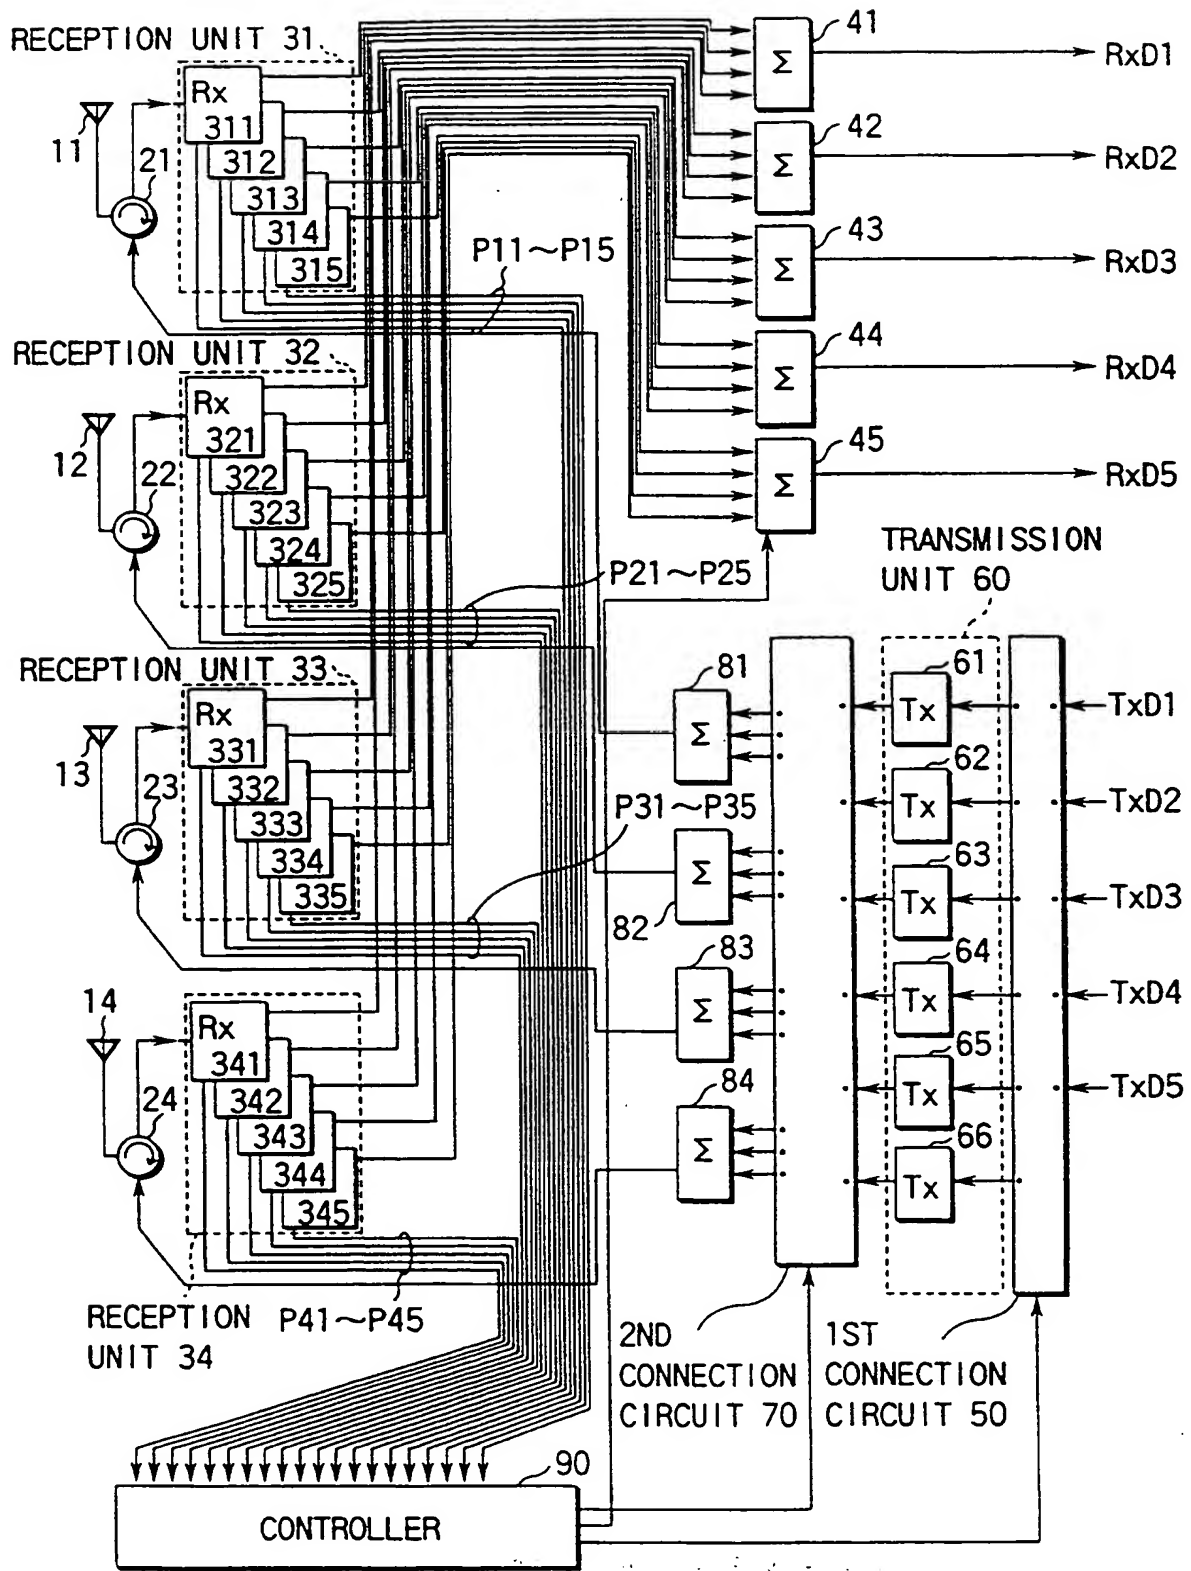 RECEPTION UNIT 31
41
Σ
RxD1
Rx
311
11
21
312
42
Σ
RxD2
313
314
315
P11~P15
43
Σ
RxD3
RECEPTION UNIT 32
44
Σ
RxD4
Rx
321
12
22
322
45
Σ
RxD5
323
324
325
P21~P25
TRANSMISSION
UNIT 60
RECEPTION UNIT 33
81
Σ
61
Tx
TxD1
Rx
331
13
23
332
62
Tx
TxD2
333
334
335
P31~P35
Σ
82
63
Tx
TxD3
83
Σ
64
Tx
TxD4
14
Rx
341
24
342
84
Σ
65
Tx
TxD5
343
344
345
66
Tx
RECEPTION
UNIT 34
P41~P45
2ND
CONNECTION
CIRCUIT 70
1ST
CONNECTION
CIRCUIT 50
90
CONTROLLER